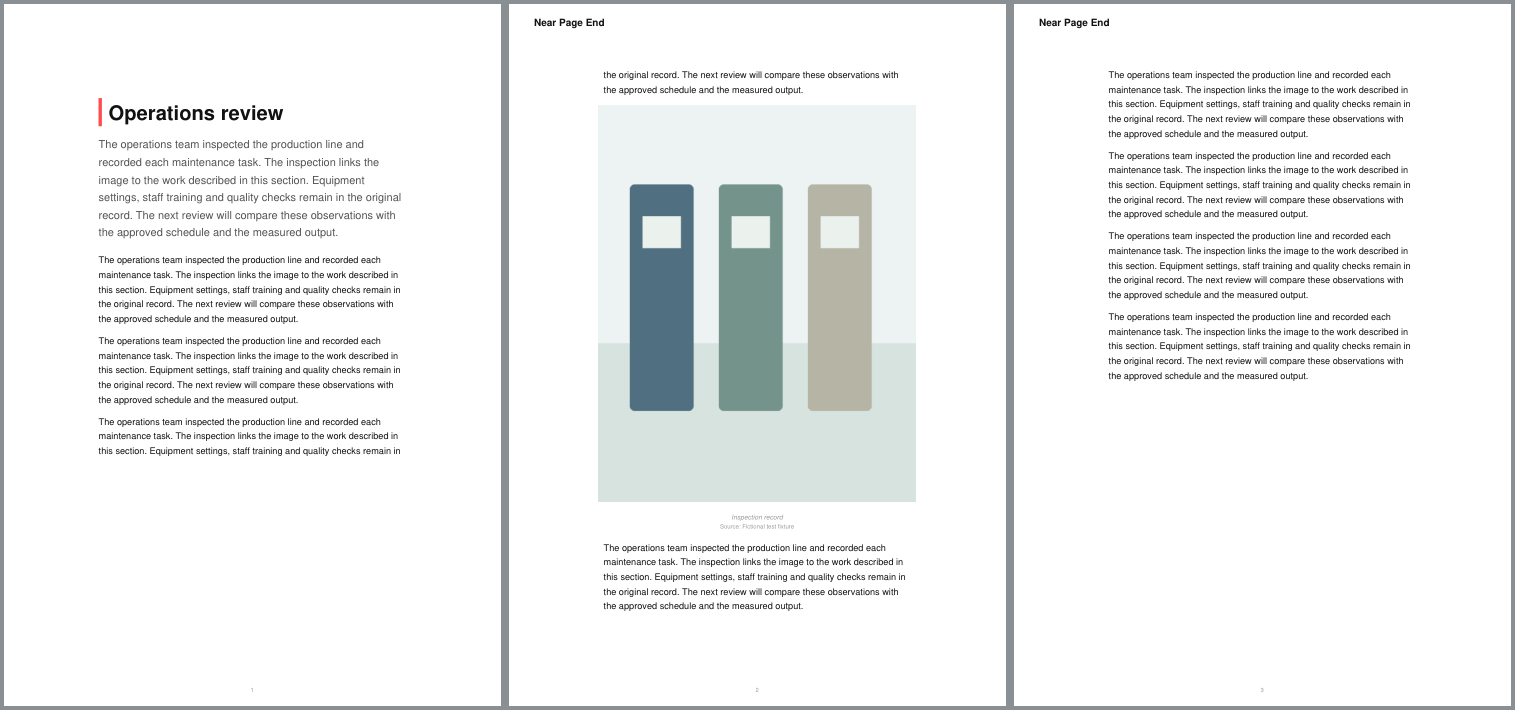 Operations review
The operations team inspected the production line and
recorded each maintenance task. The inspection links the
image to the work described in this section. Equipment
settings, staff training and quality checks remain in the original
record. The next review will compare these observations with
the approved schedule and the measured output.
The operations team inspected the production line and recorded each
maintenance task. The inspection links the image to the work described in
this section. Equipment settings, staff training and quality checks remain in
the original record. The next review will compare these observations with
the approved schedule and the measured output.
The operations team inspected the production line and recorded each
maintenance task. The inspection links the image to the work described in
this section. Equipment settings, staff training and quality checks remain in
the original record. The next review will compare these observations with
the approved schedule and the measured output.
The operations team inspected the production line and recorded each
maintenance task. The inspection links the image to the work described in
this section. Equipment settings, staff training and quality checks remain in
1
Near Page End
the original record. The next review will compare these observations with
the approved schedule and the measured output.
Inspection record
Source: Fictional test fixture
The operations team inspected the production line and recorded each
maintenance task. The inspection links the image to the work described in
this section. Equipment settings, staff training and quality checks remain in
the original record. The next review will compare these observations with
the approved schedule and the measured output.
2
Near Page End
The operations team inspected the production line and recorded each
maintenance task. The inspection links the image to the work described in
this section. Equipment settings, staff training and quality checks remain in
the original record. The next review will compare these observations with
the approved schedule and the measured output.
The operations team inspected the production line and recorded each
maintenance task. The inspection links the image to the work described in
this section. Equipment settings, staff training and quality checks remain in
the original record. The next review will compare these observations with
the approved schedule and the measured output.
The operations team inspected the production line and recorded each
maintenance task. The inspection links the image to the work described in
this section. Equipment settings, staff training and quality checks remain in
the original record. The next review will compare these observations with
the approved schedule and the measured output.
The operations team inspected the production line and recorded each
maintenance task. The inspection links the image to the work described in
this section. Equipment settings, staff training and quality checks remain in
the original record. The next review will compare these observations with
the approved schedule and the measured output.
3